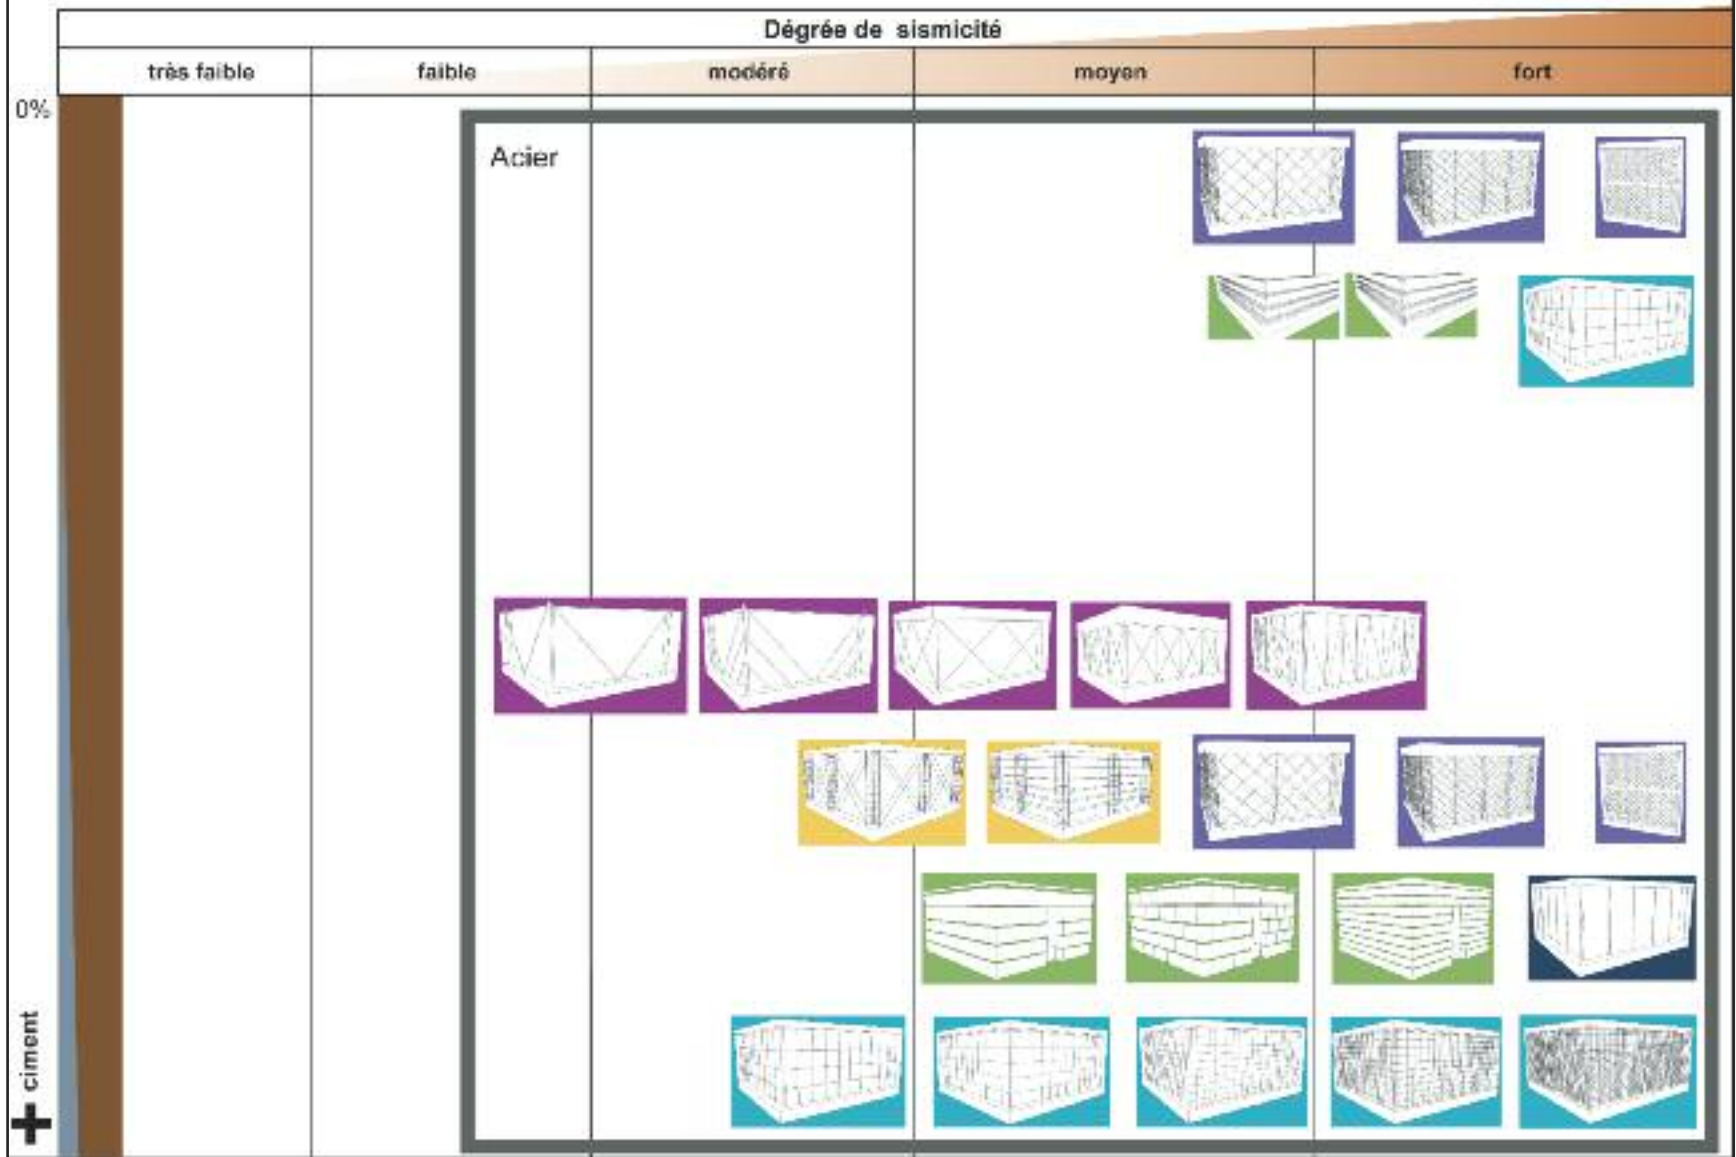 Dégrée de sismicité
très faible faible modéré moyen fort
0%
Acier
+ ciment